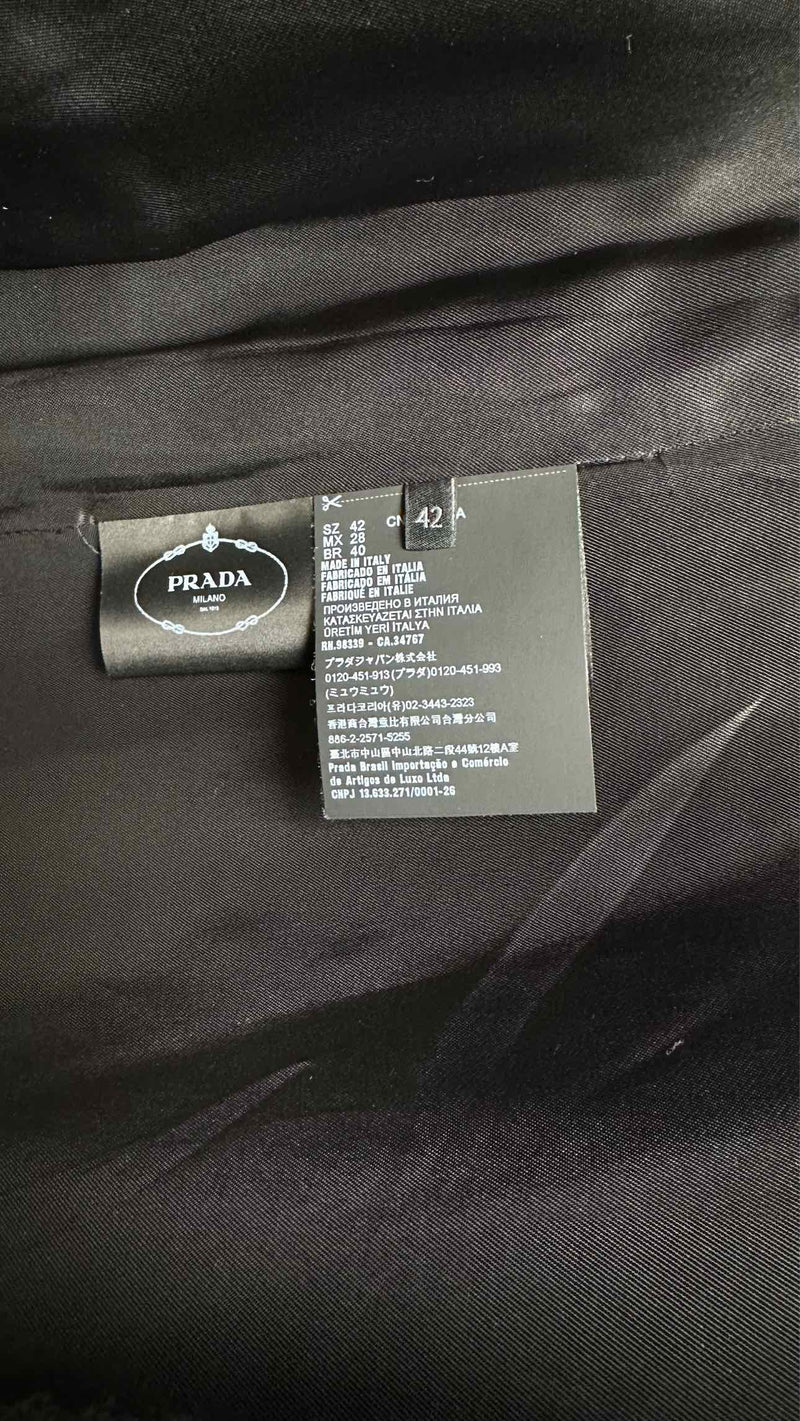 PRADA
MILANO
DAL 1913
42
SZ 42
MX 28
BR 40
MADE IN ITALY
FABRICADO EN ITALIA
FABRICADO EM ITÁLIA
FABRIQUÉ EN ITALIE
ПРОИЗВЕДЕНО В ИТАЛИЯ
ΚΑΤΑΣΚΕΥΑΖΕΤΑΙ ΣΤΗΝ ΙΤΑΛΙΑ
ÜRETİM YERİ İTALYA
RN.98339 - CA.34767
プラダジャパン株式会社
0120-451-913(プラダ)0120-451-993
(ミュウミュウ)
프라다코리아(유)02-3443-2323
香港商台灣壹比有限公司台灣分公司
886-2-2571-5255
臺北市中山區中山北路二段44號12樓A室
Prada Brasil Importação e Comércio
de Artigos de Luxo Ltda
CNPJ 13.633.271/0001-26